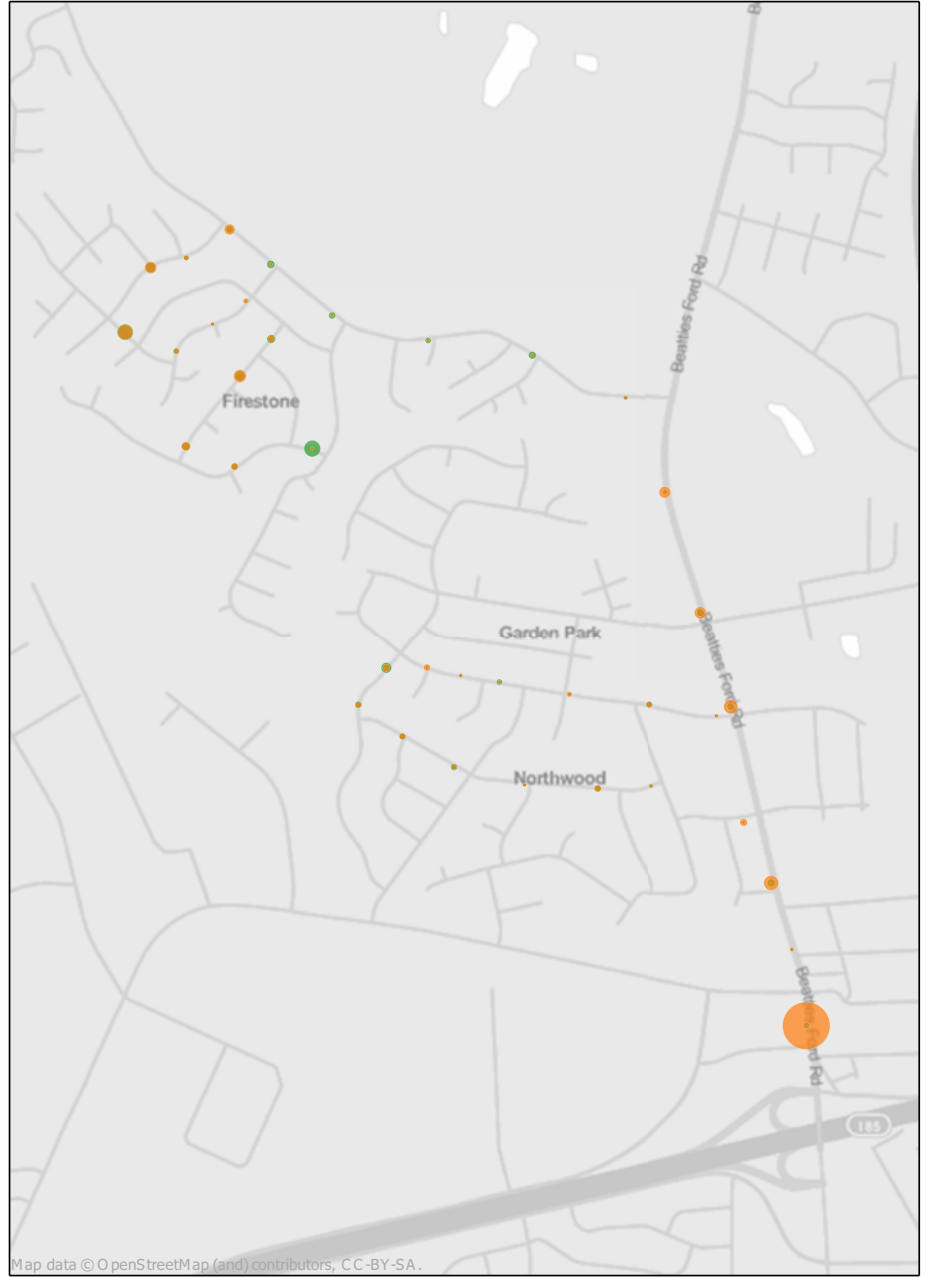 B
Beatties Ford Rd
Firestone
Garden Park
Beatties Ford Rd
Northwood
Beatties Ford Rd
I85
Map data © OpenStreetMap (and) contributors, CC-BY-SA.